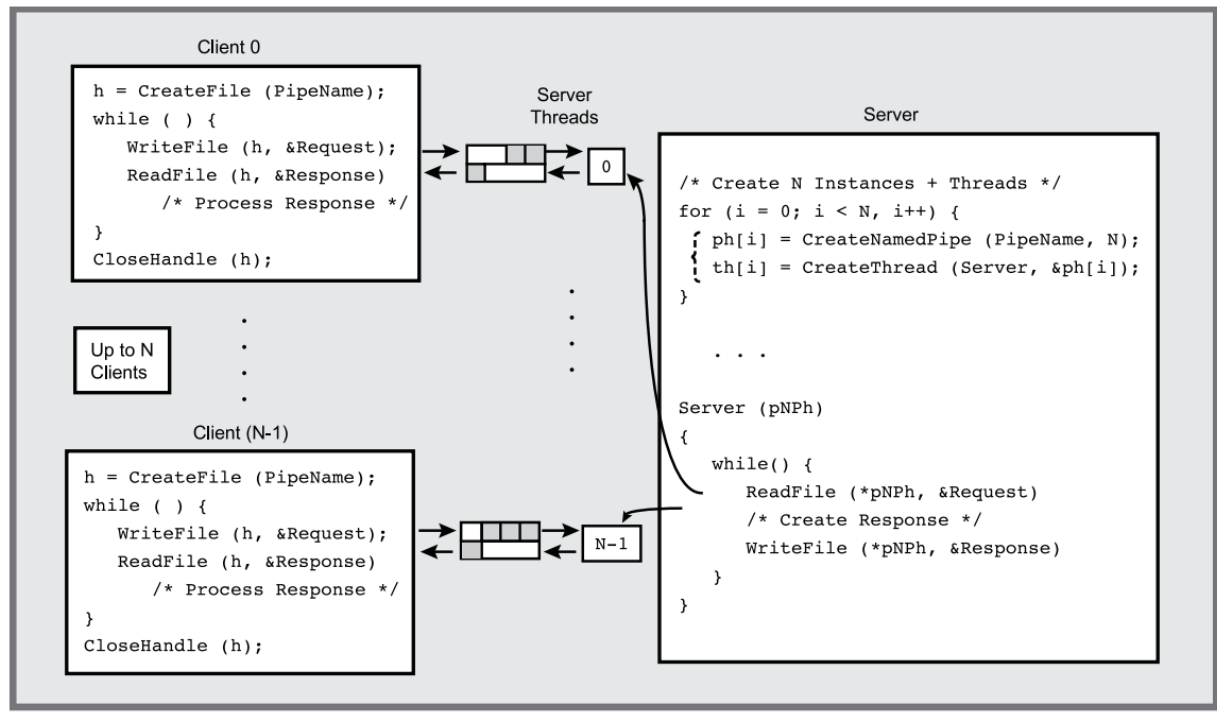 Client 0
h = CreateFile (PipeName);
while ( ) {
WriteFile (h, &Request);
ReadFile (h, &Response)
/* Process Response */
}
CloseHandle (h);
Server
Threads
0
Server
/* Create N Instances + Threads */
for (i = 0; i < N, i++) {
ph[i] = CreateNamedPipe (PipeName, N);
th[i] = CreateThread (Server, &ph[i]);
}
. . .
Server (pNPh)
{
while() {
ReadFile (*pNPh, &Request)
/* Create Response */
WriteFile (*pNPh, &Response)
}
}
Up to N
Clients
Client (N-1)
h = CreateFile (PipeName);
while ( ) {
WriteFile (h, &Request);
ReadFile (h, &Response)
/* Process Response */
}
CloseHandle (h);
N-1